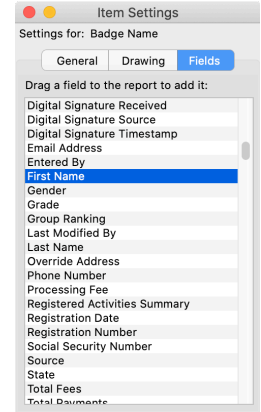 Item Settings
Settings for: Badge Name
General Drawing Fields
Drag a field to the report to add it:
Digital Signature Received
Digital Signature Source
Digital Signature Timestamp
Email Address
Entered By
First Name
Gender
Grade
Group Ranking
Last Modified By
Last Name
Override Address
Phone Number
Processing Fee
Registered Activities Summary
Registration Date
Registration Number
Social Security Number
Source
State
Total Fees
Total Payments